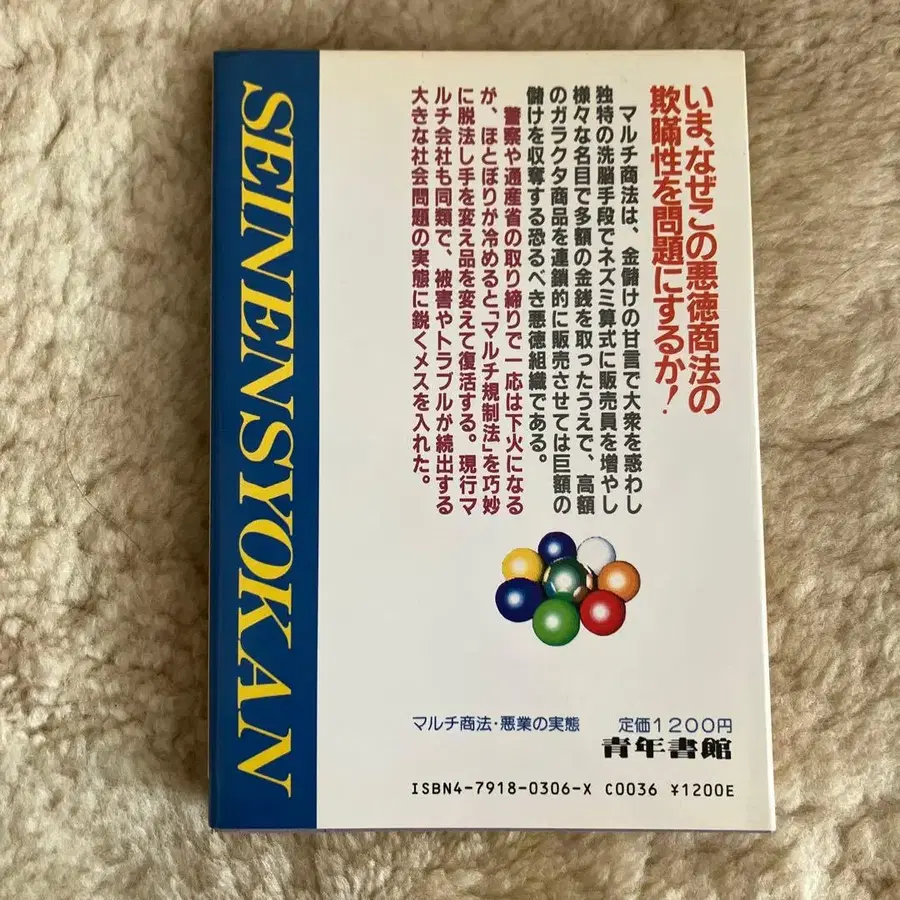 いま、なぜこの悪徳商法の
欺瞞性を問題にするか!
マルチ商法は、金儲けの甘言で大衆を惑わし
独特の洗脳手段でネズミ算式に販売員を増やし
様々な名目で多額の金銭を取ったうえで、高額
のガラクタ商品を連鎖的に販売させては巨額の
儲けを収奪する恐るべき悪徳組織である。
警察や通産省の取り締りで一応は下火になる
が、ほとぼりが冷めると「マルチ規制法」を巧妙
に脱法し手を変え品を変えて復活する。現行マ
ルチ会社も同類で、被害やトラブルが続出する
大きな社会問題の実態に鋭くメスを入れた。
SEINENSYOKAN
マルチ商法・悪業の実態 定価1200円
青年書館
ISBN4-7918-0306-X C0036 ¥1200E